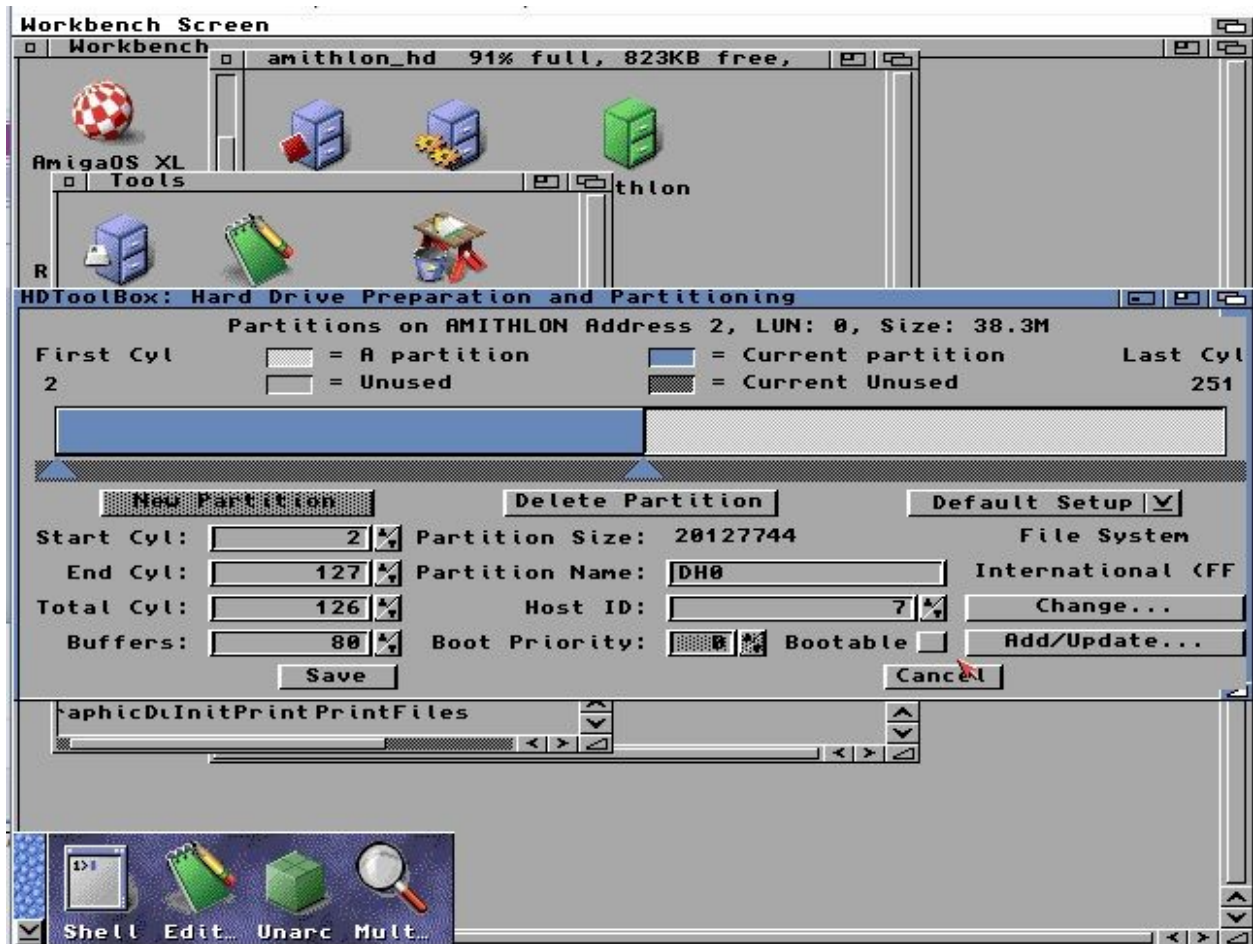 Workbench Screen
Workbench
amithlon_hd 91% full, 823KB free,
AmigaOS XL
thlon
Tools
R
HDToolBox: Hard Drive Preparation and Partitioning
Partitions on AMITHLON Address 2, LUN: 0, Size: 38.3M
First Cyl = A partition = Current partition Last Cyl
2 = Unused = Current Unused 251
New Partition Delete Partition Default Setup
Start Cyl: 2 Partition Size: 20127744 File System
End Cyl: 127 Partition Name: DH0 International (FF
Total Cyl: 126 Host ID: 7 Change...
Buffers: 80 Boot Priority: 0 Bootable Add/Update...
Save Cancel
InitPrint PrintFiles
1>
Shell Edit… Unarc Mult…